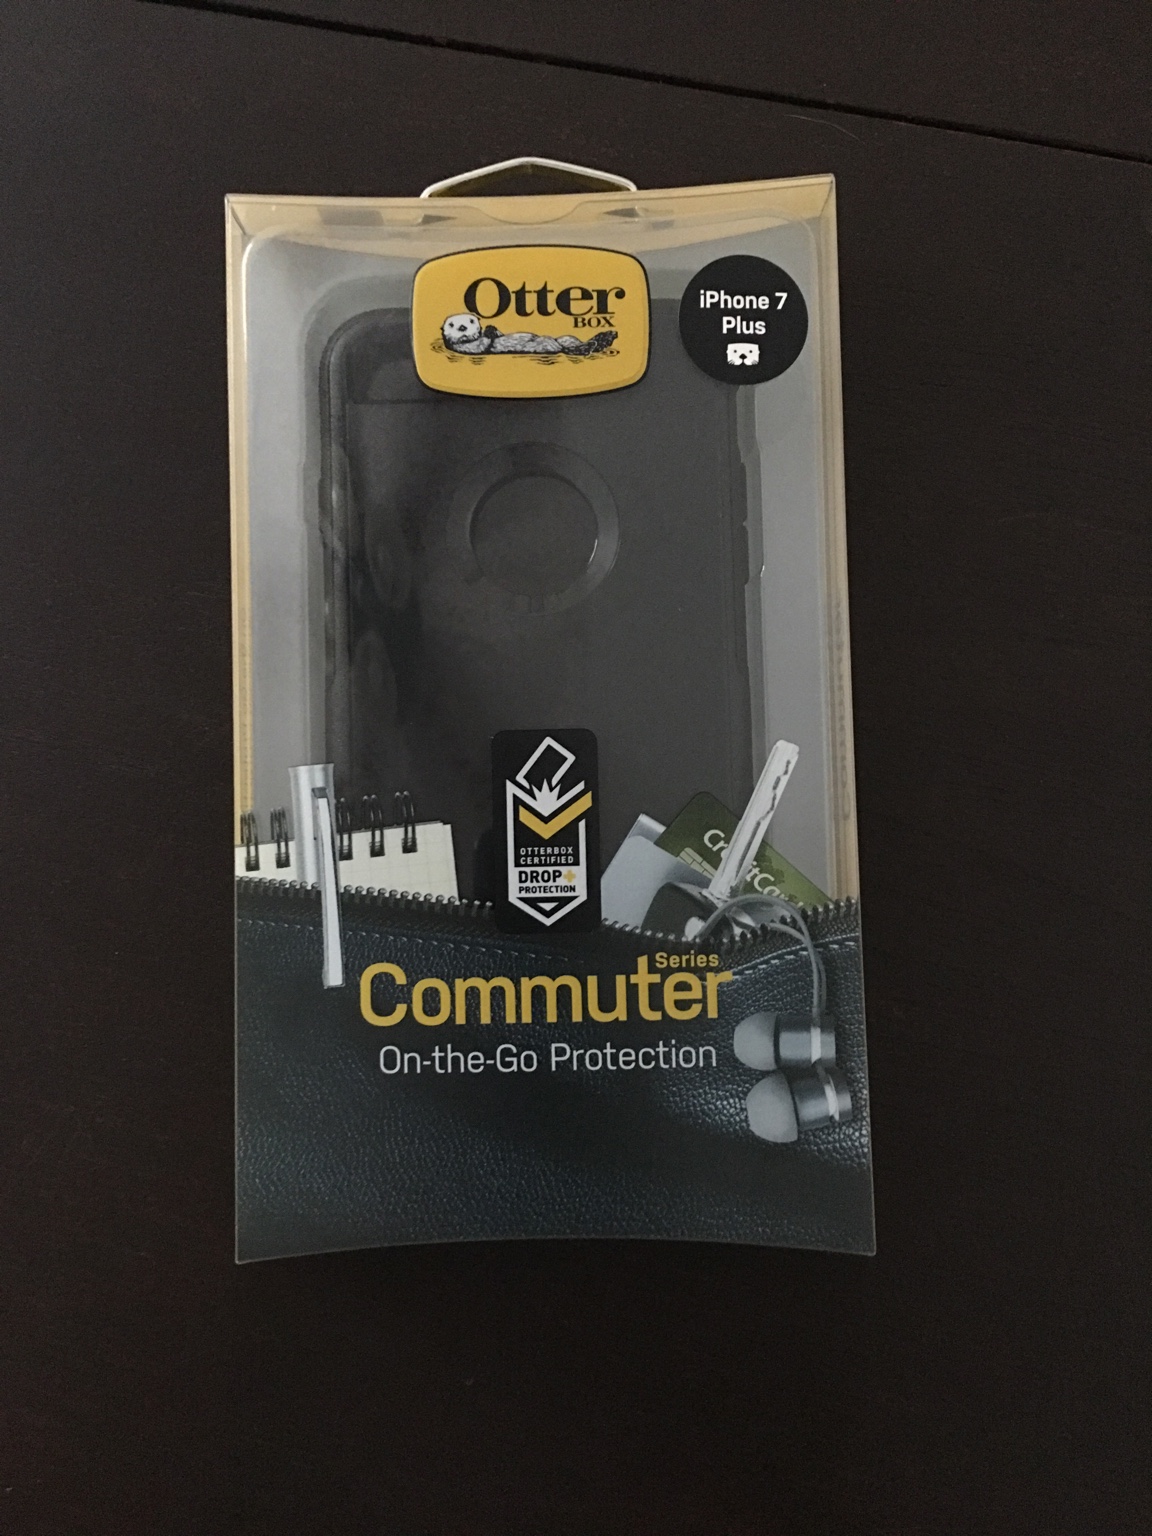 Otter
BOX
iPhone 7
Plus
OTTERBOX
CERTIFIED
DROP+
PROTECTION
Series
Commuter
On-the-Go Protection